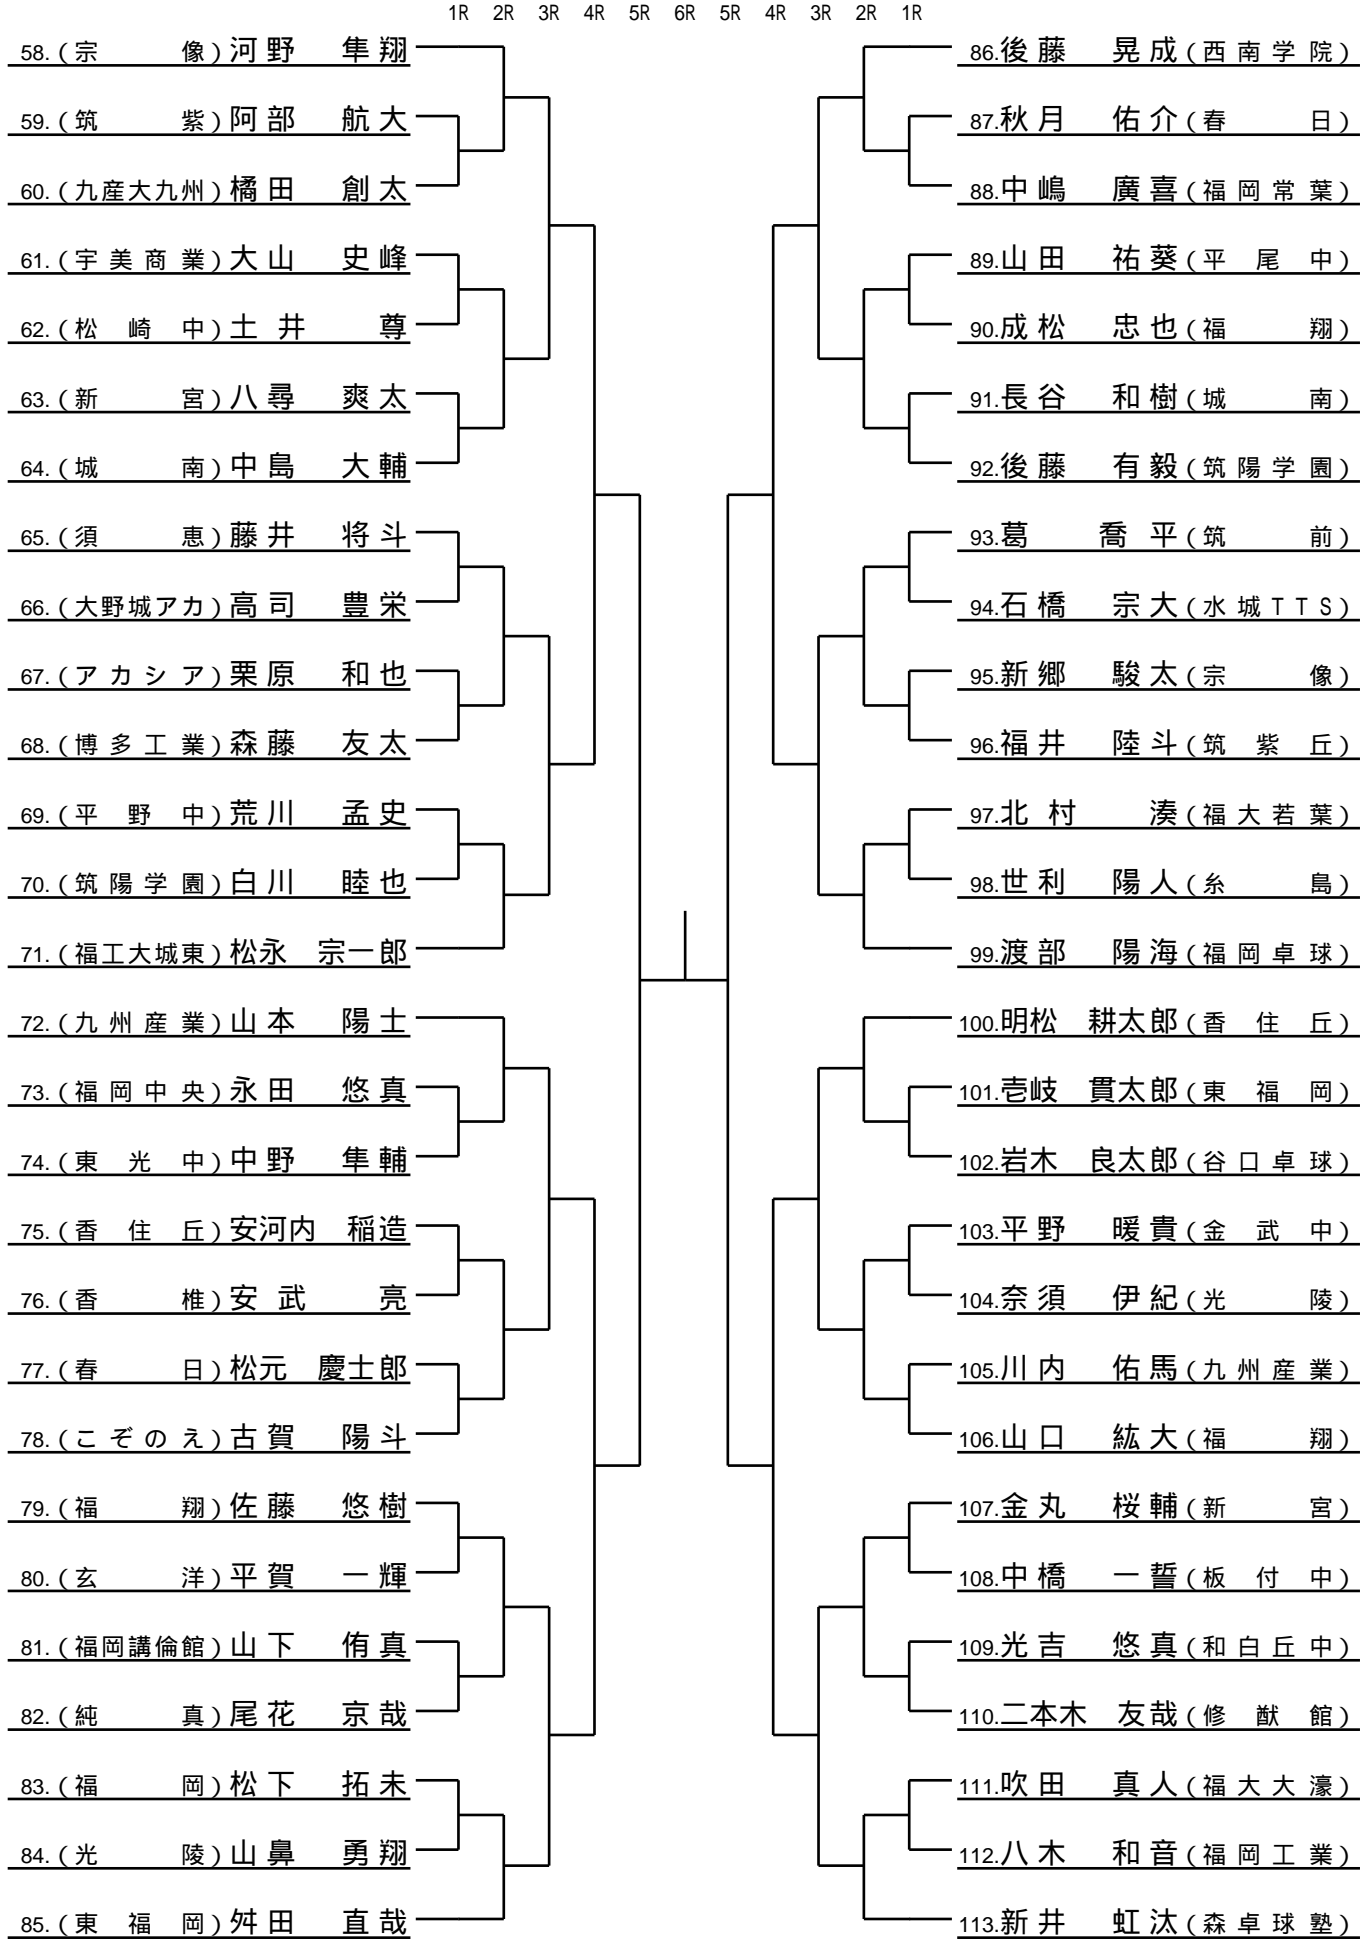 1R 2R 3R 4R 5R 6R 5R 4R 3R 2R 1R
58.(宗像)河野 隼翔
59.(筑紫)阿部 航大
60.(九産大九州)橘田 創太
61.(宇美商業)大山 史峰
62.(松崎中)土井 尊
63.(新宮)八尋 爽太
64.(城南)中島 大輔
65.(須恵)藤井 将斗
66.(大野城アカ)高司 豊栄
67.(アカシア)栗原 和也
68.(博多工業)森藤 友太
69.(平野中)荒川 孟史
70.(筑陽学園)白川 睦也
71.(福工大城東)松永 宗一郎
72.(九州産業)山本 陽士
73.(福岡中央)永田 悠真
74.(東光中)中野 隼輔
75.(香住丘)安河内 稲造
76.(香椎)安武 亮
77.(春日)松元 慶士郎
78.(こぞのえ)古賀 陽斗
79.(福翔)佐藤 悠樹
80.(玄洋)平賀 一輝
81.(福岡講倫館)山下 侑真
82.(純真)尾花 京哉
83.(福岡)松下 拓未
84.(光陵)山鼻 勇翔
85.(東福岡)舛田 直哉
86.後藤 晃成(西南学院)
87.秋月 佑介(春日)
88.中嶋 廣喜(福岡常葉)
89.山田 祐葵(平尾中)
90.成松 忠也(福翔)
91.長谷 和樹(城南)
92.後藤 有毅(筑陽学園)
93.葛 喬平(筑前)
94.石橋 宗大(水城TTS)
95.新郷 駿太(宗像)
96.福井 陸斗(筑紫丘)
97.北村 湊(福大若葉)
98.世利 陽人(糸島)
99.渡部 陽海(福岡卓球)
100.明松 耕太郎(香住丘)
101.壱岐 貫太郎(東福岡)
102.岩木 良太郎(谷口卓球)
103.平野 暖貴(金武中)
104.奈須 伊紀(光陵)
105.川内 佑馬(九州産業)
106.山口 紘大(福翔)
107.金丸 桜輔(新宮)
108.中橋 一誓(板付中)
109.光吉 悠真(和白丘中)
110.二本木 友哉(修猷館)
111.吹田 真人(福大大濠)
112.八木 和音(福岡工業)
113.新井 虹汰(森卓球塾)